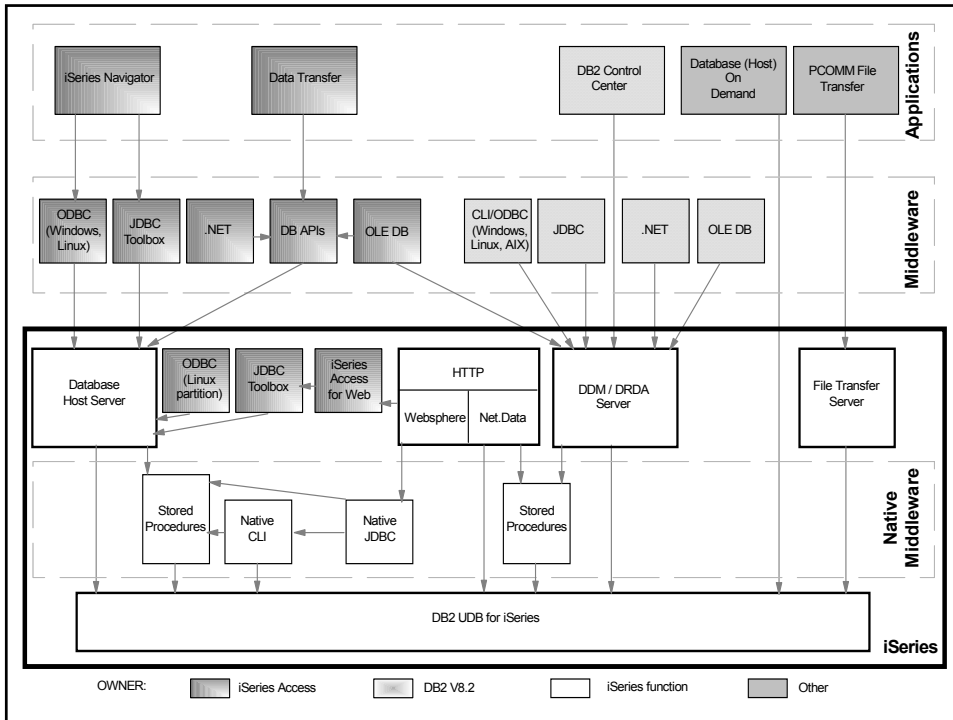 iSeries Navigator
Data Transfer
DB2 Control
Center
Database (Host)
On
Demand
PCOMM File
Transfer
Applications
ODBC
(Windows,
Linux)
JDBC
Toolbox
.NET
DB APIs
OLE DB
CLI/ODBC
(Windows,
Linux, AIX)
JDBC
.NET
OLE DB
Middleware
Database
Host Server
ODBC
(Linux
partition)
JDBC
Toolbox
iSeries
Access
for Web
HTTP
Websphere
Net.Data
DDM / DRDA
Server
File Transfer
Server
Stored
Procedures
Native
CLI
Native
JDBC
Stored
Procedures
Native
Middleware
DB2 UDB for iSeries
iSeries
OWNER:
iSeries Access
DB2 V8.2
iSeries function
Other